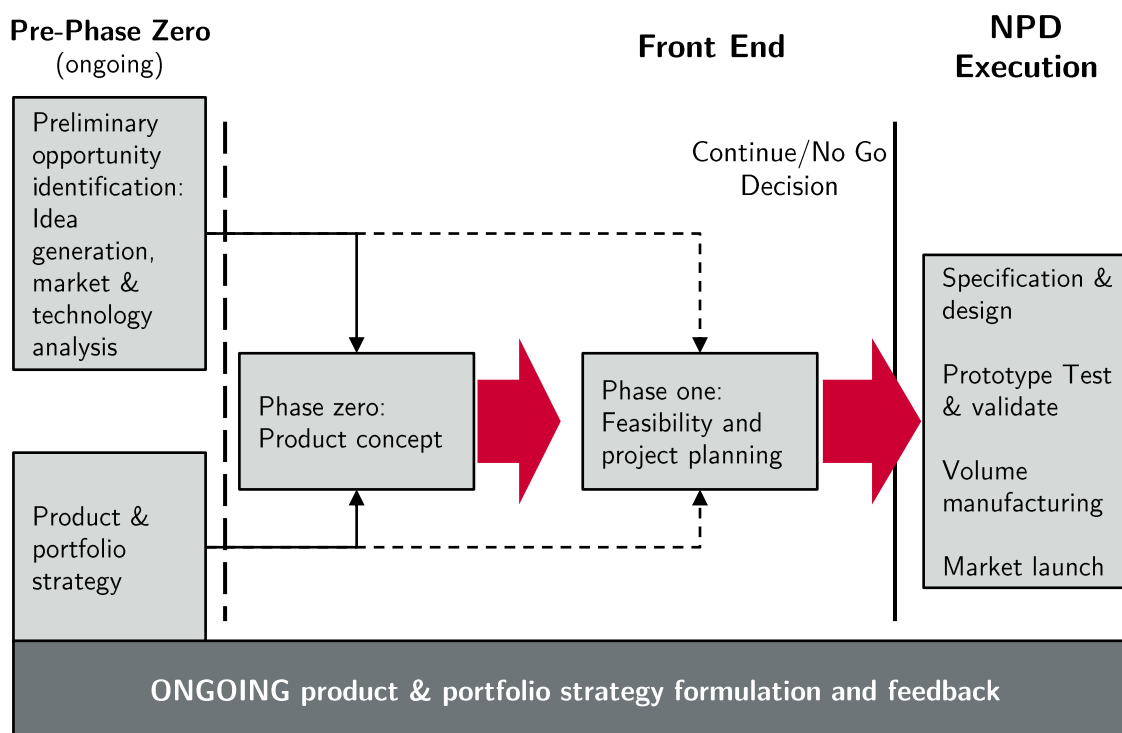 Pre-Phase Zero
(ongoing)
Front End
NPD
Execution
Preliminary
opportunity
identification:
Idea
generation,
market &
technology
analysis
Continue/No Go
Decision
Phase zero:
Product concept
Phase one:
Feasibility and
project planning
Specification &
design
Prototype Test
& validate
Volume
manufacturing
Market launch
Product &
portfolio
strategy
ONGOING product & portfolio strategy formulation and feedback